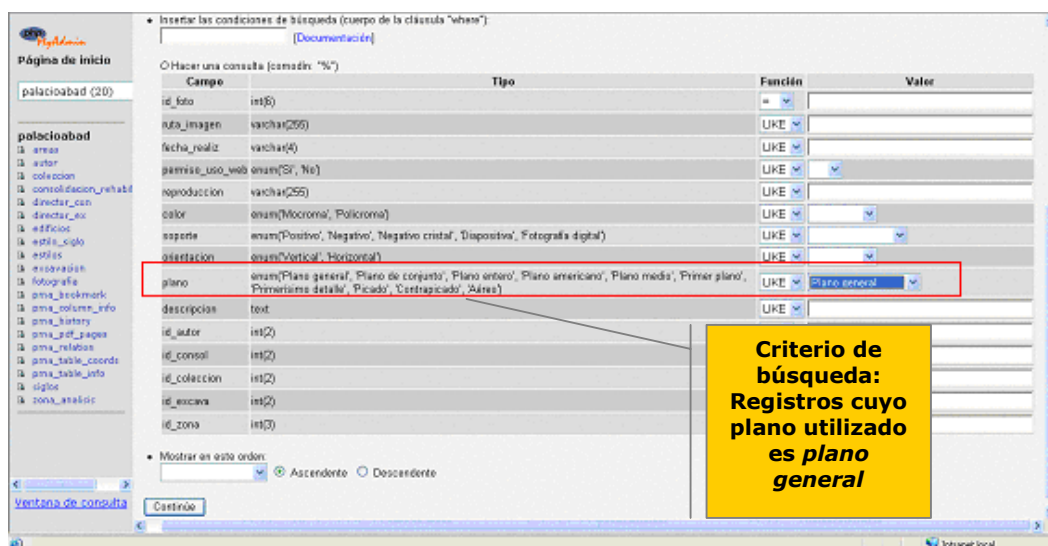 Insertar las condiciones de búsqueda (cuerpo de la cláusula "where"):
[Documentación]
php
MyAdmin
Página de inicio
palacioabad (20)
palacioabad
areas
autor
coleccion
consolidacion_rehabil
director_con
director_ex
edificios
estilo_siglo
estilos
excavacion
fotografia
pma_bookmark
pma_column_info
pma_history
pma_pdf_pages
pma_relation
pma_table_coords
pma_table_info
siglos
zona_analisis
Ventana de consulta
Hacer una consulta (comodín: "%")
Campo Tipo Función Valor
id_foto int(6) =
ruta_imagen varchar(255) LIKE
fecha_realiz varchar(4) LIKE
permiso_uso_web enum('Sí', 'No') LIKE
reproduccion varchar(255) LIKE
color enum('Mocroma', 'Policroma') LIKE
soporte enum('Positivo', 'Negativo', 'Negativo cristal', 'Diapositiva', 'Fotografía digital') LIKE
orientacion enum('Vertical', 'Horizontal') LIKE
plano enum('Plano general', 'Plano de conjunto', 'Plano entero', 'Plano americano', 'Plano medio', 'Primer plano', LIKE Plano general
'Primerísimo detalle', 'Picado', 'Contrapicado', 'Aéreo')
descripcion text LIKE
id_autor int(2)
id_consol int(2)
id_coleccion int(2)
id_excava int(2)
id_zona int(3)
Criterio de
búsqueda:
Registros cuyo
plano utilizado
es plano
general
Mostrar en este orden:
Ascendente Descendente
Continúe
Intranet local